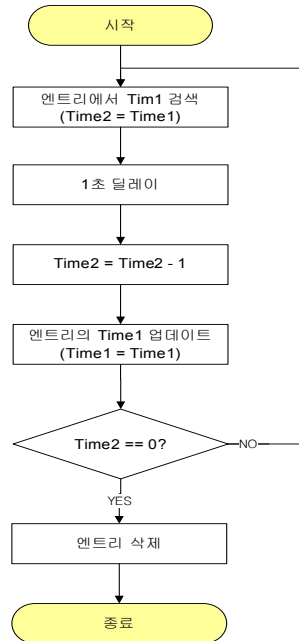 시작
엔트리에서 Tim1 검색
(Time2 = Time1)
1초 딜레이
Time2 = Time2 - 1
엔트리의 Time1 업데이트
(Time1 = Time1)
Time2 == 0?
NO
YES
엔트리 삭제
종료